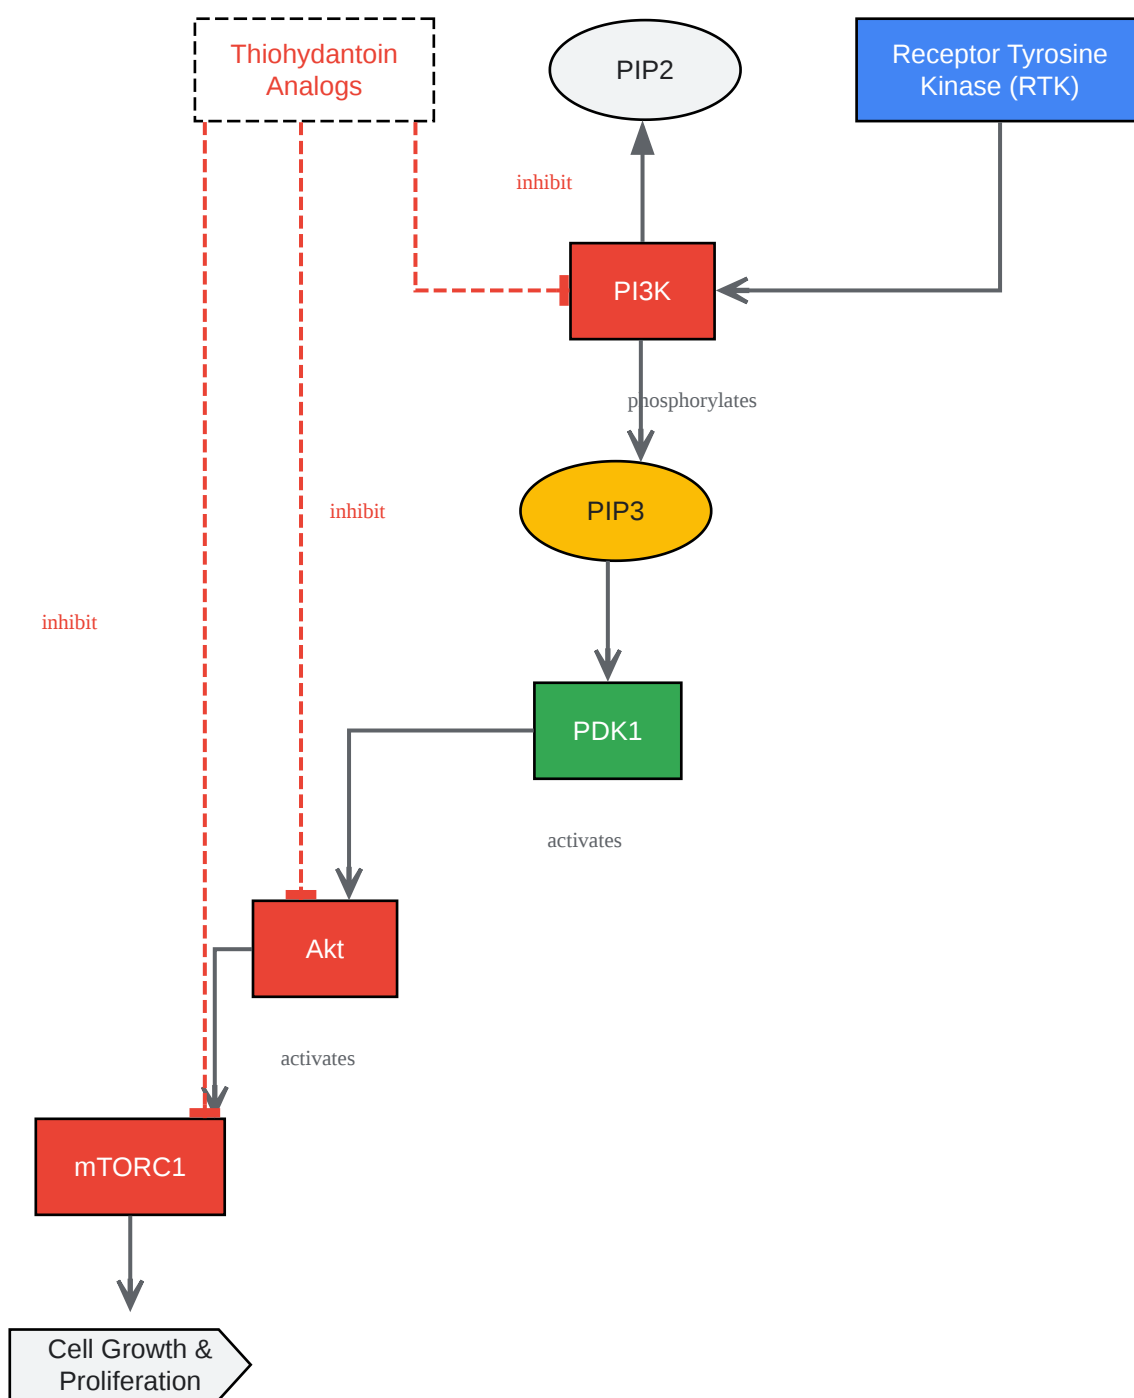 Thiohydantoin
Analogs
PIP2
Receptor Tyrosine
Kinase (RTK)
inhibit
PI3K
phosphorylates
PIP3
inhibit
inhibit
PDK1
activates
Akt
activates
mTORC1
Cell Growth &
Proliferation